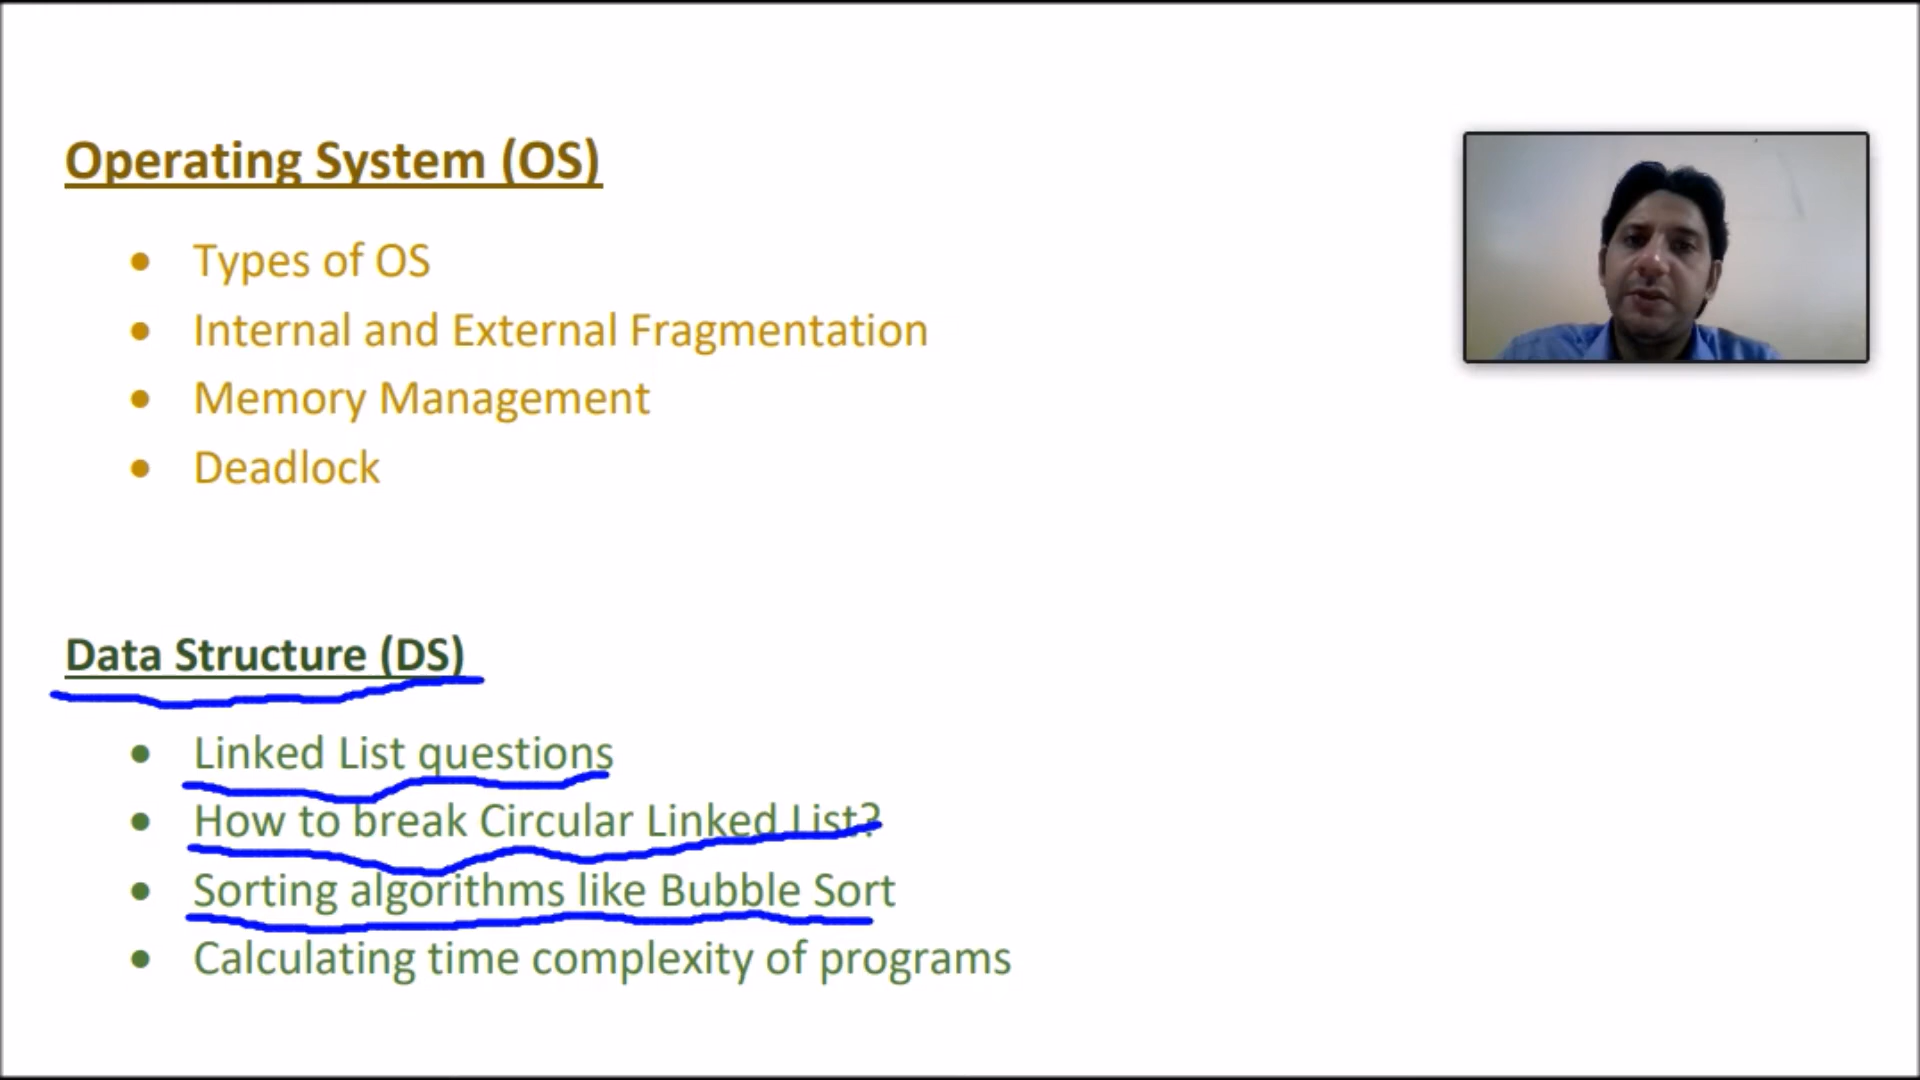 Operating System (OS)
• Types of OS
• Internal and External Fragmentation
• Memory Management
• Deadlock
Data Structure (DS)
• Linked List questions
• How to break Circular Linked List?
• Sorting algorithms like Bubble Sort
• Calculating time complexity of programs